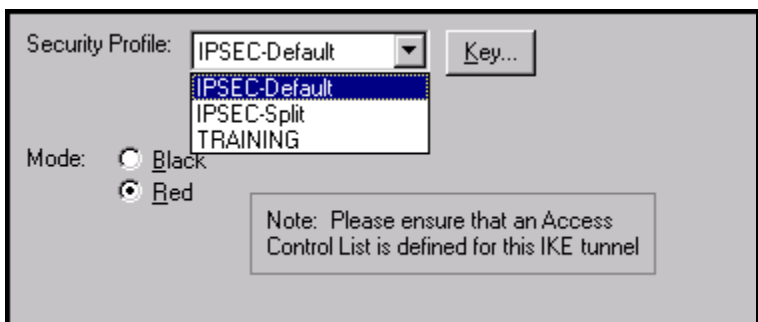 Security Profile: IPSEC-Default Key...
IPSEC-Default
IPSEC-Split
TRAINING
Mode: Black
Red
Note: Please ensure that an Access
Control List is defined for this IKE tunnel